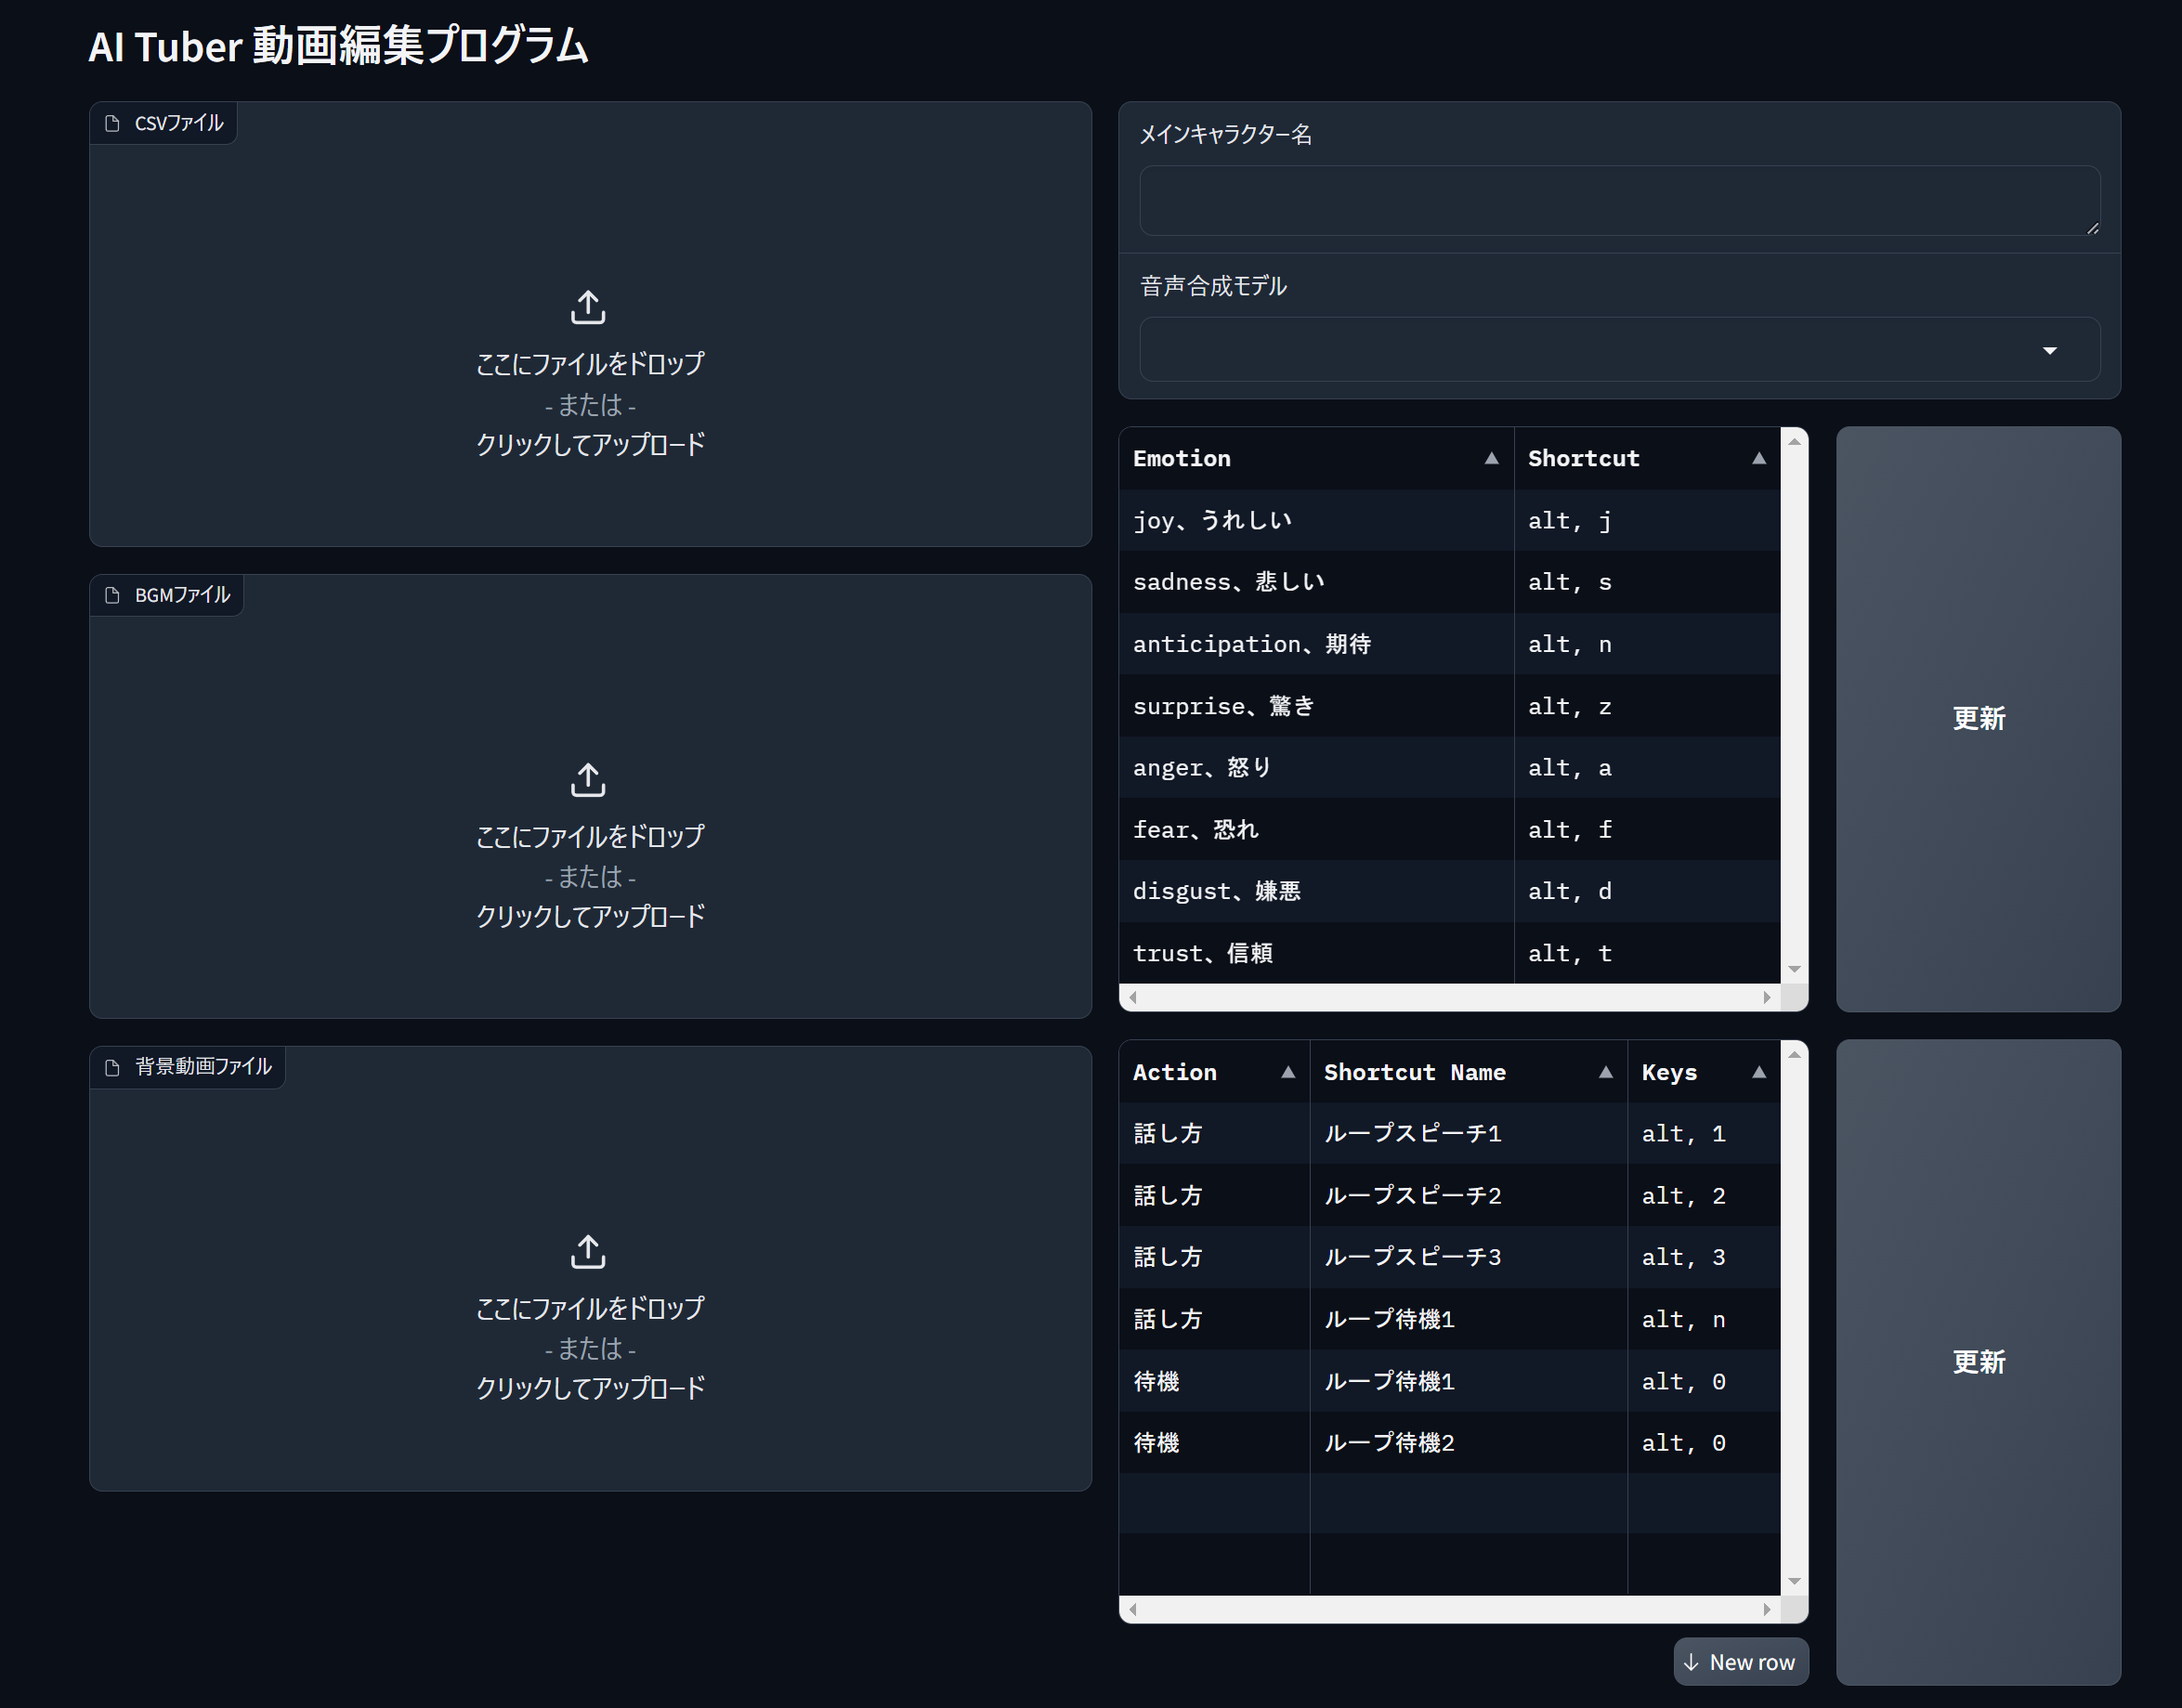 AI Tuber 動画編集プログラム
CSVファイル
ここにファイルをドロップ
- または -
クリックしてアップロード
BGMファイル
ここにファイルをドロップ
- または -
クリックしてアップロード
背景動画ファイル
ここにファイルをドロップ
- または -
クリックしてアップロード
メインキャラクター名
音声合成モデル
Emotion Shortcut
joy、うれしい alt, j
sadness、悲しい alt, s
anticipation、期待 alt, n
surprise、驚き alt, z
anger、怒り alt, a
fear、恐れ alt, f
disgust、嫌悪 alt, d
trust、信頼 alt, t
更新
Action Shortcut Name Keys
話し方 ループスピーチ1 alt, 1
話し方 ループスピーチ2 alt, 2
話し方 ループスピーチ3 alt, 3
話し方 ループ待機1 alt, n
待機 ループ待機1 alt, 0
待機 ループ待機2 alt, 0
更新
New row